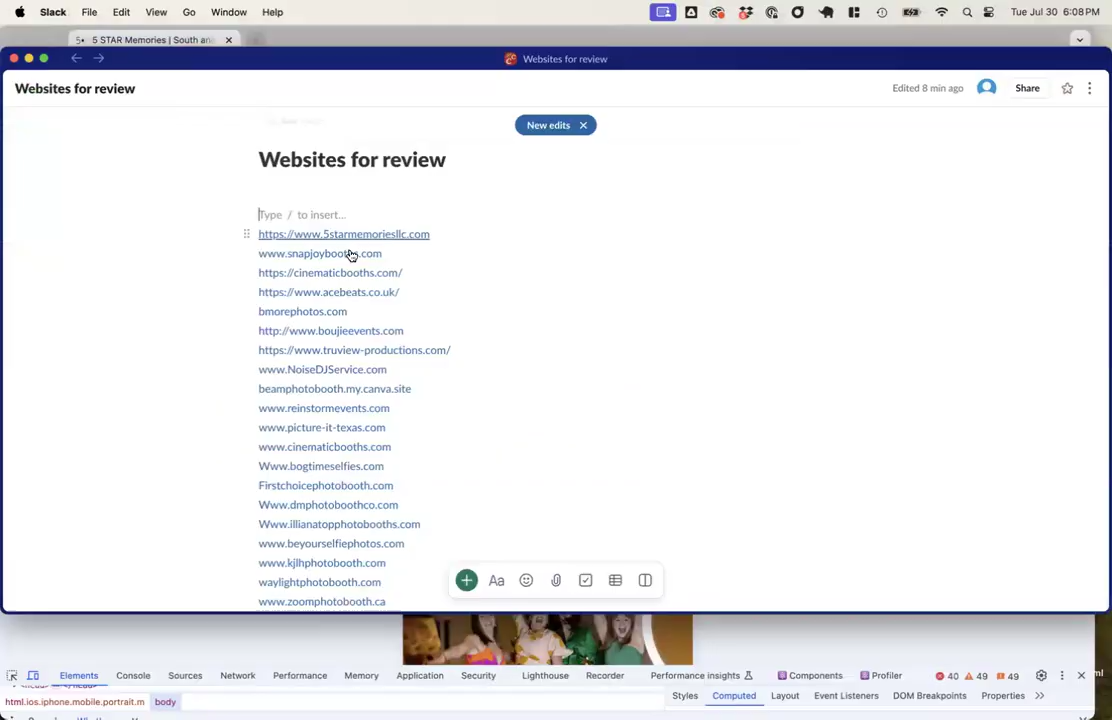 Slack File Edit View Go Window Help Tue Jul 30 6:08 PM
5 STAR Memories | South an
Websites for review
Websites for review Edited 8 min ago Share
New edits
Websites for review
Type / to insert...
https://www.5starmemoriesllc.com
www.snapjoybooths.com
https://cinematicbooths.com/
https://www.acebeats.co.uk/
bmorephotos.com
http://www.boujieevents.com
https://www.truview-productions.com/
www.NoiseDJService.com
beamphotobooth.my.canva.site
www.reinstormevents.com
www.picture-it-texas.com
www.cinematicbooths.com
Www.bogtimeselfies.com
Firstchoicephotobooth.com
Www.dmphotoboothco.com
Www.illianatopphotobooths.com
www.beyourselfiephotos.com
www.kjlhphotobooth.com
waylightphotobooth.com
www.zoomphotobooth.ca
Aa
Elements Console Sources Network Performance Memory Application Security Lighthouse Recorder Performance insights Components Profiler 40 49 49
html.ios.iphone.mobile.portrait.m body Styles Computed Layout Event Listeners DOM Breakpoints Properties